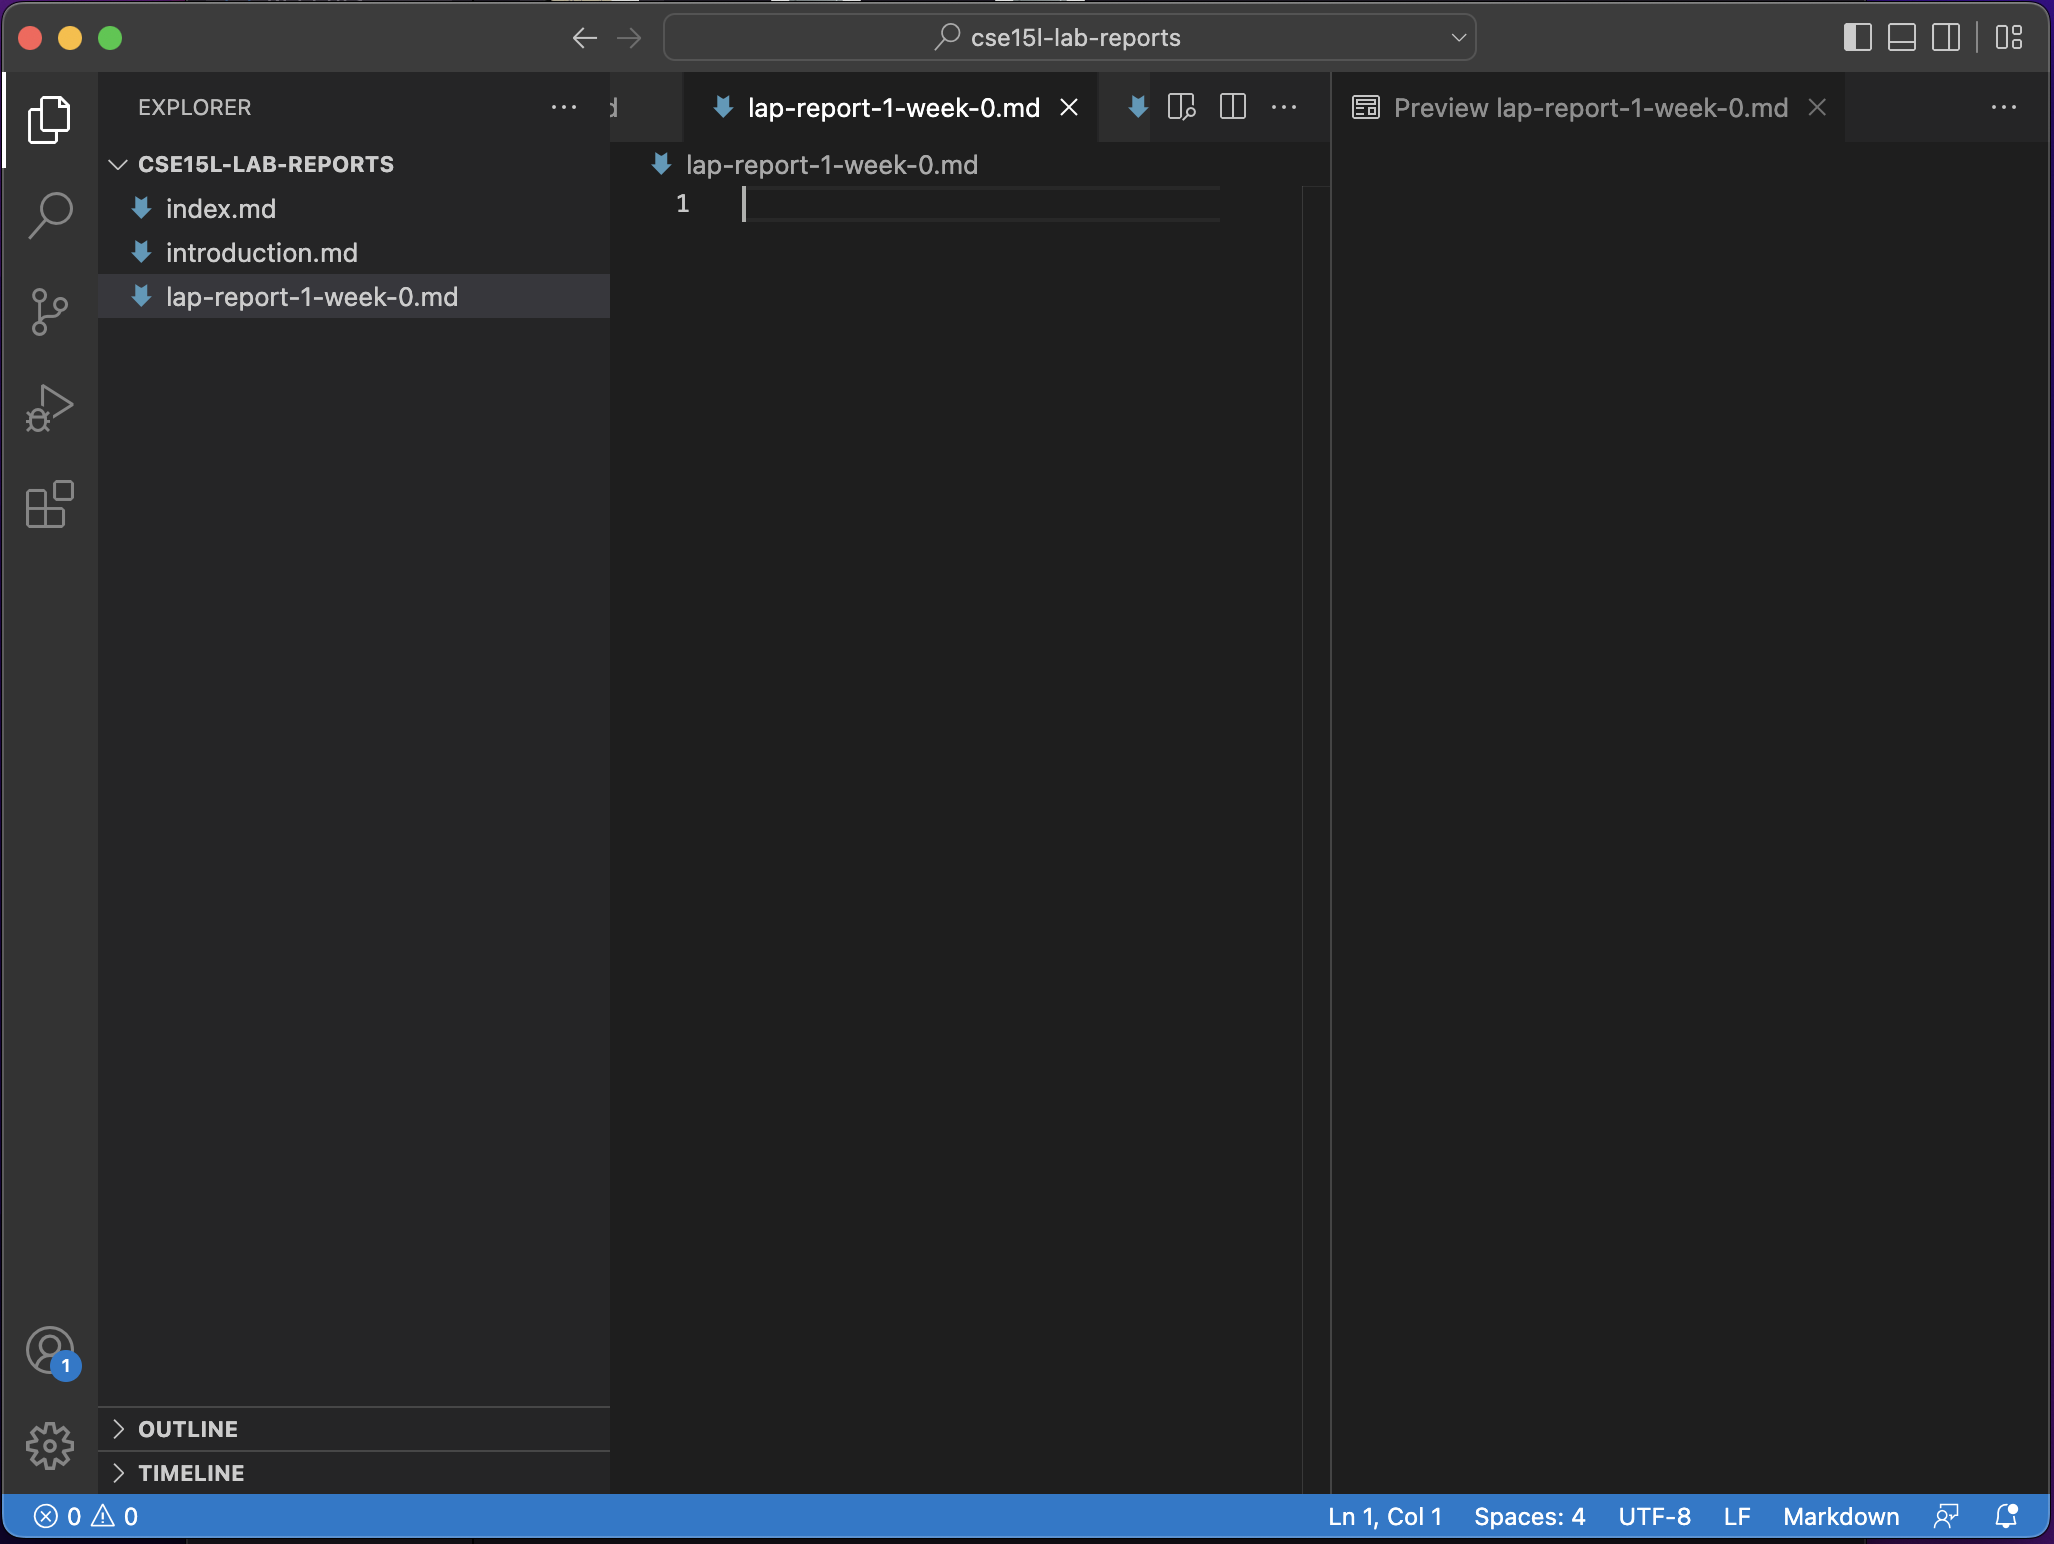 cse15l-lab-reports
EXPLORER
CSE15L-LAB-REPORTS
index.md
introduction.md
lap-report-1-week-0.md
OUTLINE
TIMELINE
lap-report-1-week-0.md
lap-report-1-week-0.md
1
Preview lap-report-1-week-0.md
1
0 0
Ln 1, Col 1 Spaces: 4 UTF-8 LF Markdown